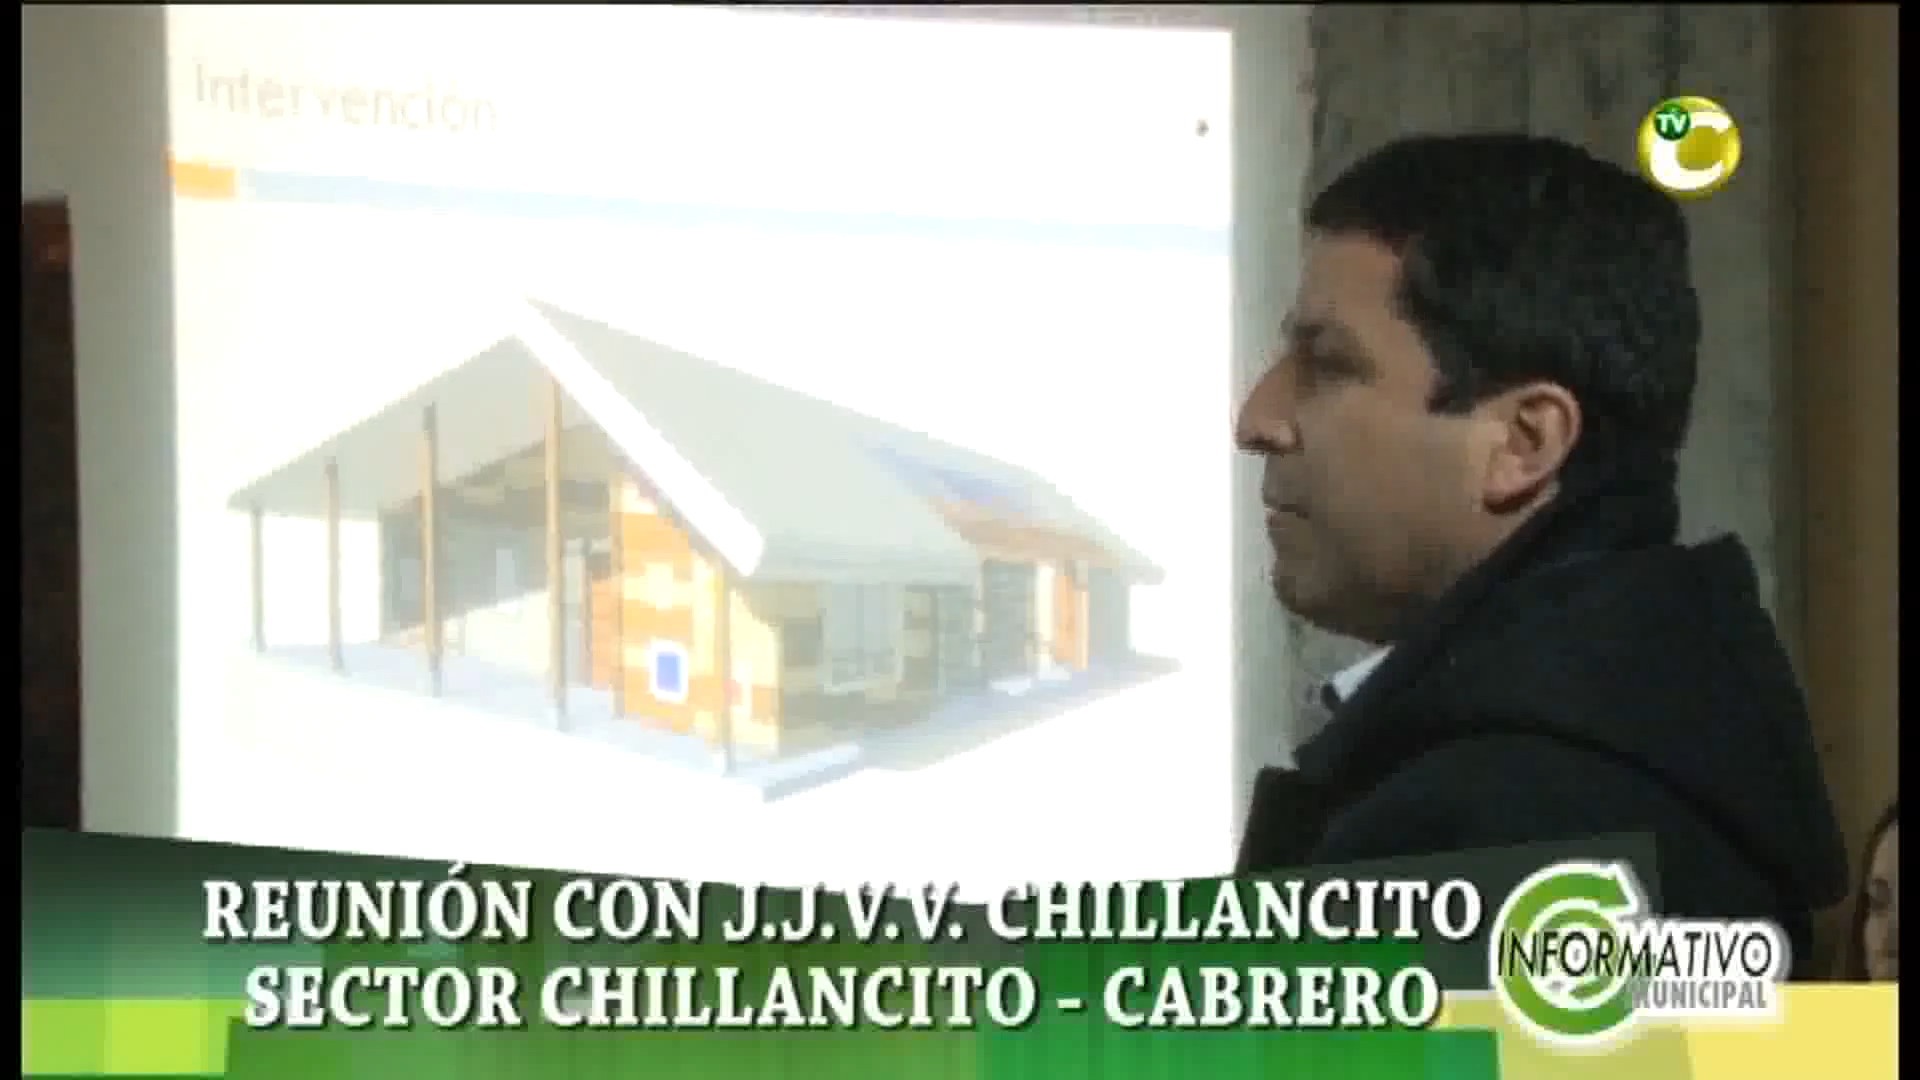 Intervención
TV
C
REUNIÓN CON J.J.V.V. CHILLANCITO
SECTOR CHILLANCITO - CABRERO
INFORMATIVO
MUNICIPAL